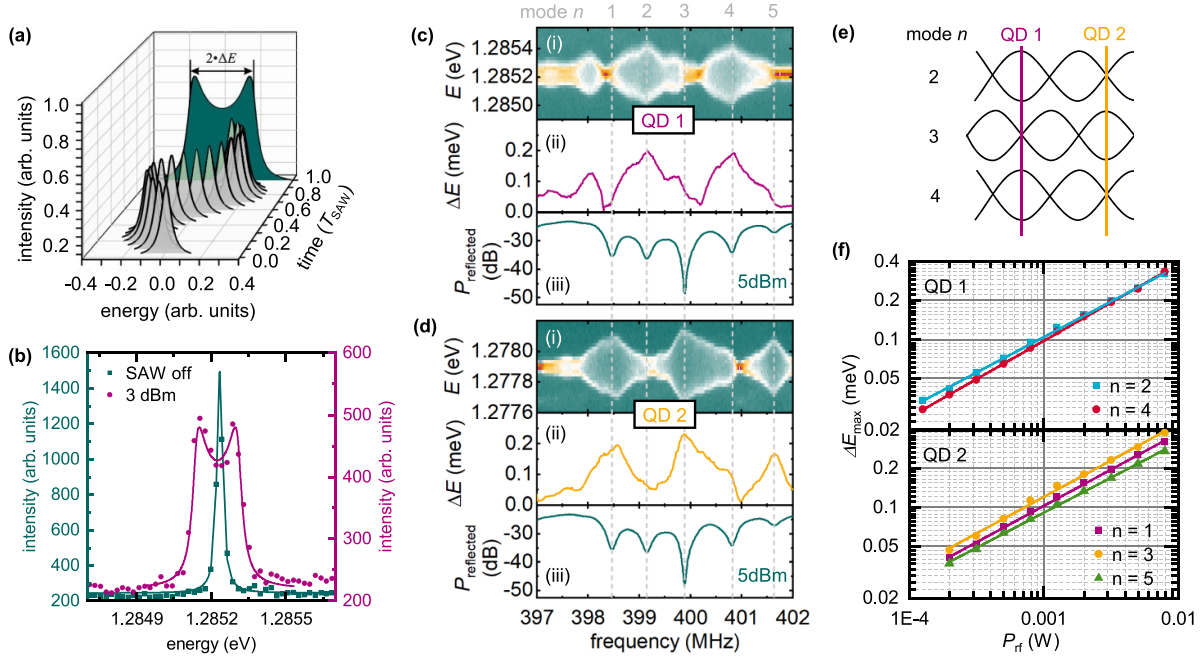 (a)
2•ΔE
intensity (arb. units)
1.0
0.8
0.6
0.4
0.2
-0.4
-0.2
0.0
0.2
0.4
energy (arb. units)
0.0
0.2
0.4
0.6
0.8
1.0
time (T_SAW)
(b)
1600
1400
1200
1000
800
600
400
200
intensity (arb. units)
SAW off
3 dBm
600
500
400
300
200
intensity (arb. units)
1.2849
1.2852
1.2855
energy (eV)
mode n 1 2 3 4 5
(c)
(i)
E (eV)
1.2854
1.2852
1.2850
QD 1
(ii)
ΔE (meV)
0.2
0.1
0.0
(iii)
P_reflected
(dB)
-30
-40
-50
5dBm
(d)
(i)
E (eV)
1.2780
1.2778
1.2776
QD 2
(ii)
ΔE (meV)
0.2
0.1
0.0
(iii)
P_reflected
(dB)
-30
-40
-50
5dBm
397 398 399 400 401 402
frequency (MHz)
(e)
mode n QD 1 QD 2
2
3
4
(f)
QD 1
0.4
0.2
0.1
0.05
0.02
n = 2
n = 4
ΔE_max (meV)
QD 2
0.2
0.1
0.05
0.02
n = 1
n = 3
n = 5
1E-4 0.001 0.01
P_rf (W)